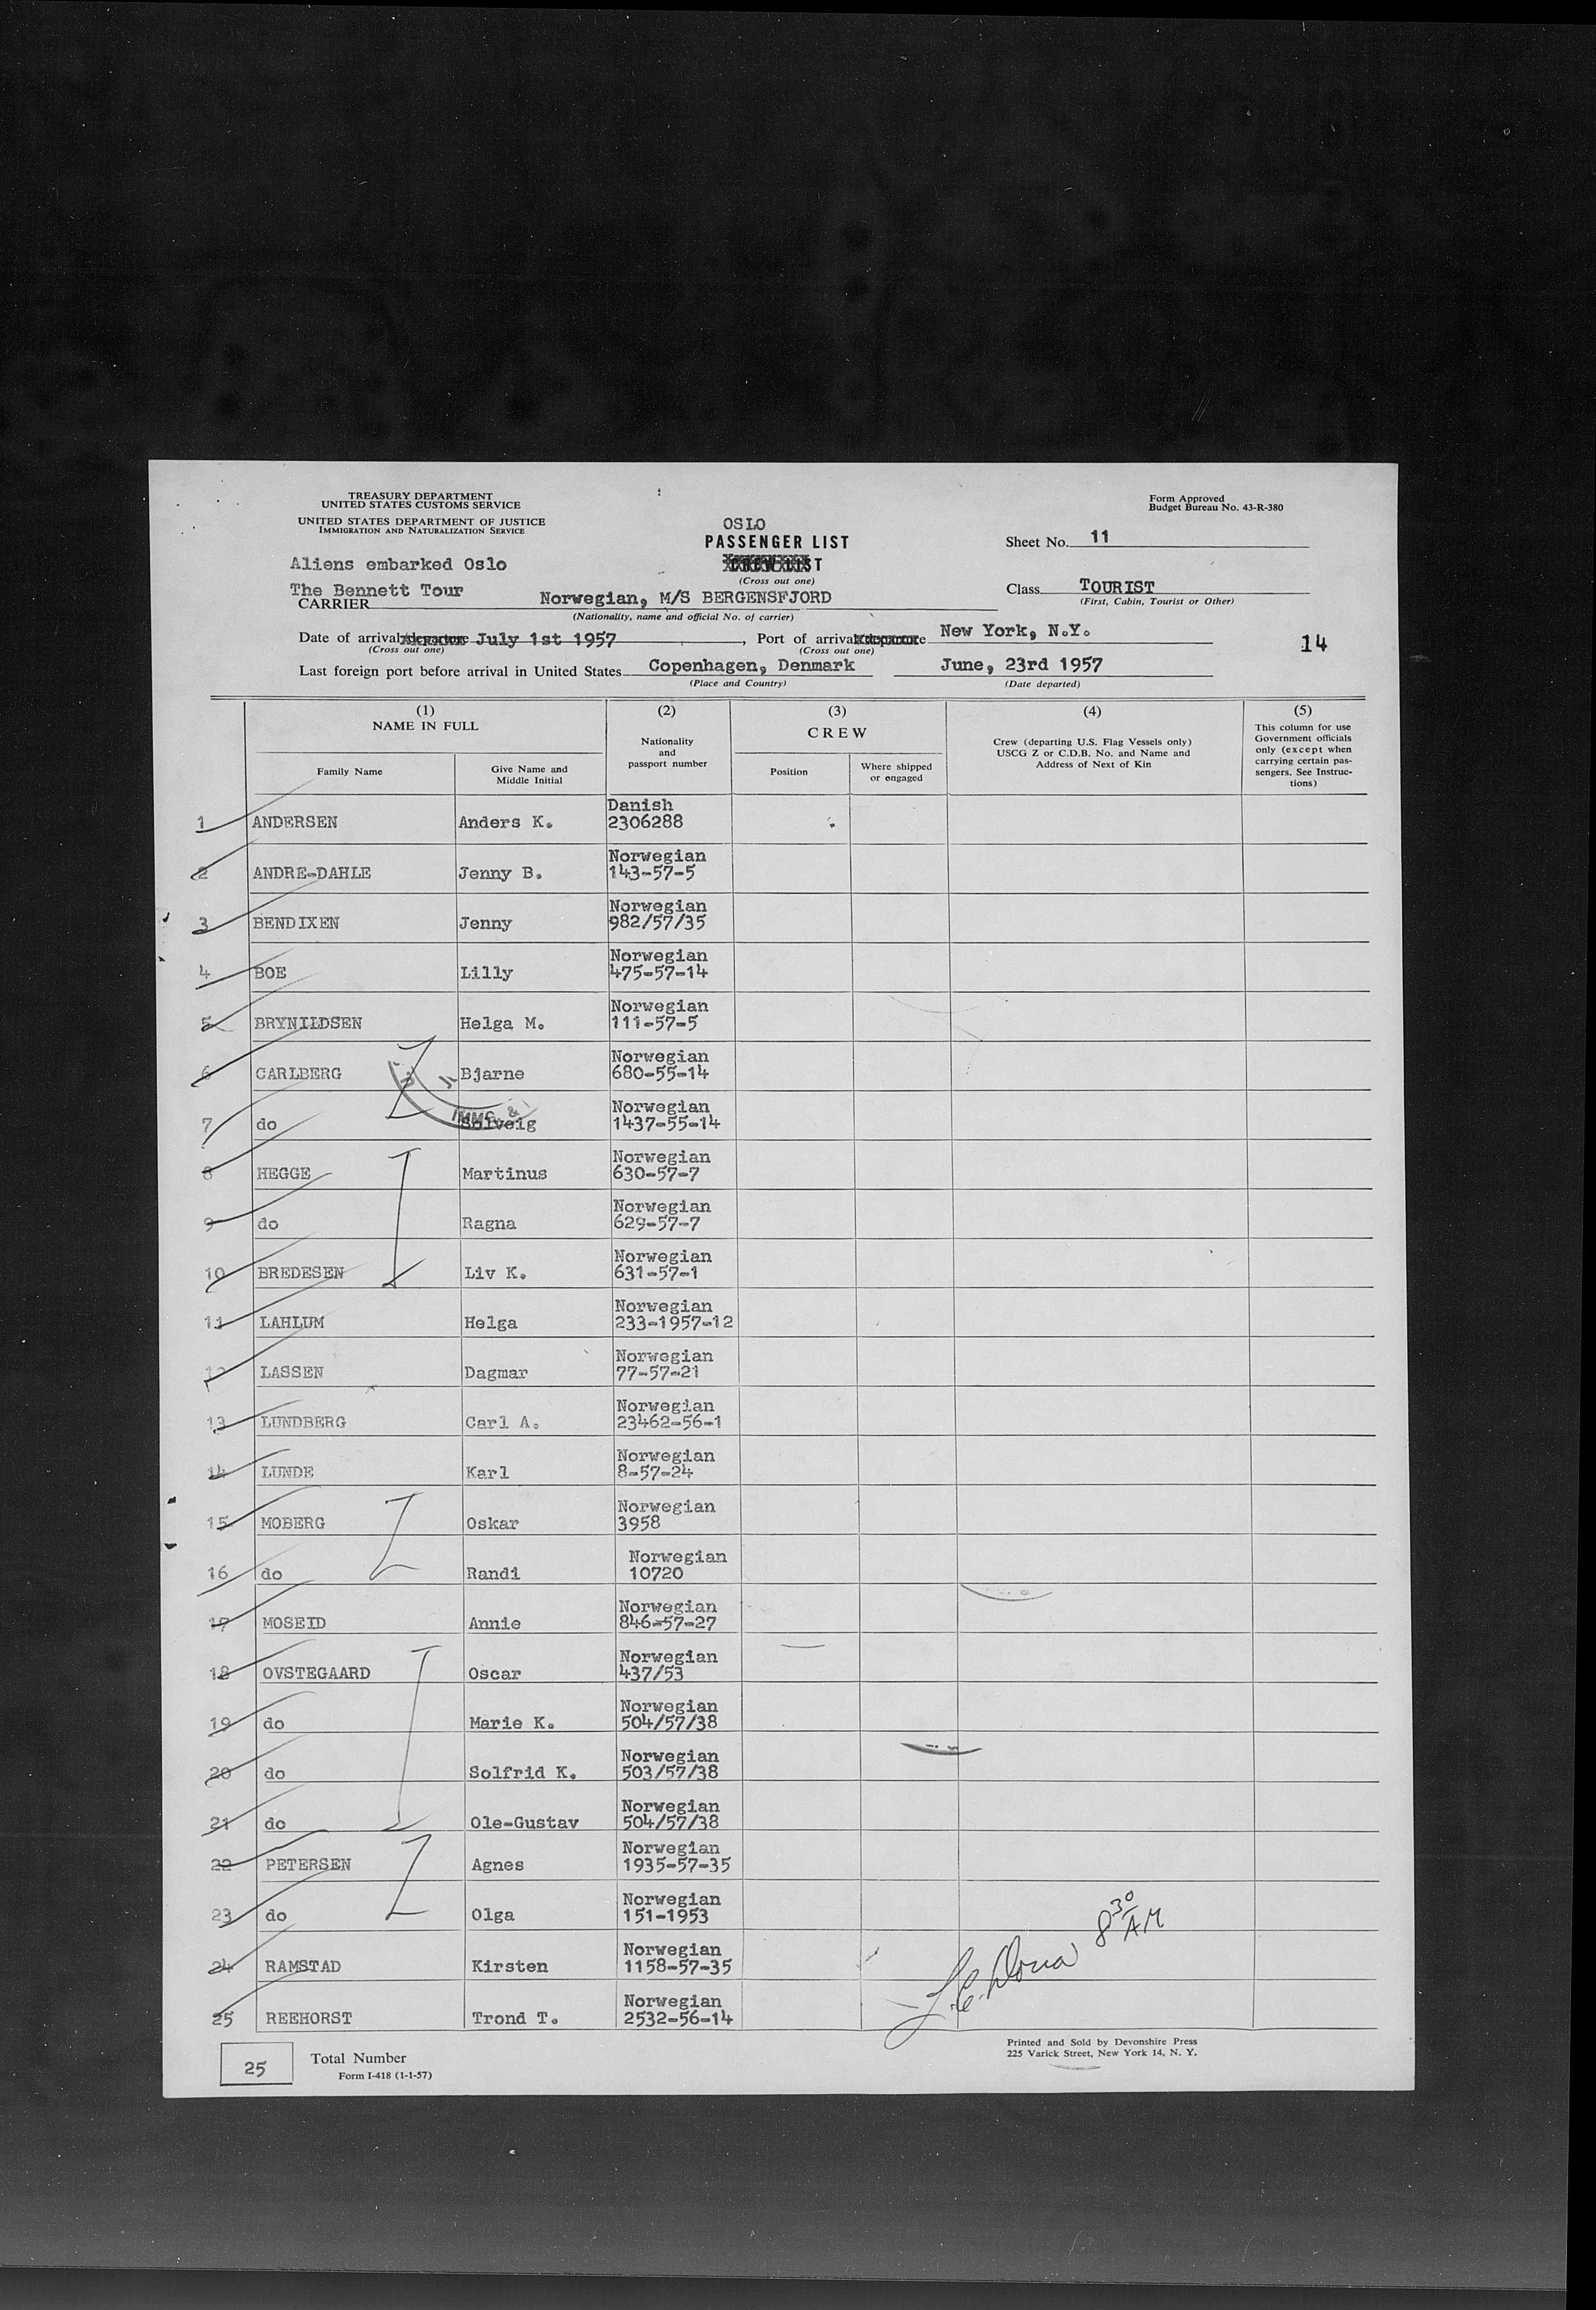 TREASURY DEPARTMENT
UNITED STATES CUSTOMS SERVICE
UNITED STATES DEPARTMENT OF JUSTICE
IMMIGRATION AND NATURALIZATION SERVICE
Form Approved
Budget Bureau No. 43-R-380
OSLO
PASSENGER LIST
CREW LIST
(Cross out one)
Sheet No. 11
Aliens embarked Oslo
The Bennett Tour
CARRIER Norwegian, M/S BERGENSFJORD
(Nationality, name and official No. of carrier)
Class TOURIST
(First, Cabin, Tourist or Other)
Date of arrival/departure July 1st 1957, Port of arrival/departure New York, N.Y.
(Cross out one) (Cross out one)
14
Last foreign port before arrival in United States Copenhagen, Denmark June, 23rd 1957
(Place and Country) (Date departed)
(1) NAME IN FULL
Family Name
Give Name and Middle Initial
(2) Nationality and passport number
(3) CREW
Position
Where shipped or engaged
(4) Crew (departing U.S. Flag Vessels only) USCG Z or C.D.B. No. and Name and Address of Next of Kin
(5) This column for use Government officials only (except when carrying certain passengers. See Instructions)
1 ANDERSEN Anders K. Danish 2306288
2 ANDRE-DAHLE Jenny B. Norwegian 143-57-5
3 BENDIXEN Jenny Norwegian 982/57/35
4 BOE Lilly Norwegian 475-57-14
5 BRYNILDSEN Helga M. Norwegian 111-57-5
6 CARLBERG Bjarne Norwegian 680-55-14
7 do Solveig Norwegian 1437-55-14
IMMG. &
8 HEGGE Martinus Norwegian 630-57-7
9 do Ragna Norwegian 629-57-7
10 BREDESEN Liv K. Norwegian 631-57-1
11 LAHLUM Helga Norwegian 233-1957-12
12 LASSEN Dagmar Norwegian 77-57-21
13 LUNDBERG Carl A. Norwegian 23462-56-1
14 LUNDE Karl Norwegian 8-57-24
15 MOBERG Oskar Norwegian 3958
16 do Randi Norwegian 10720
17 MOSEID Annie Norwegian 846-57-27
18 OVSTEGAARD Oscar Norwegian 437/53
19 do Marie K. Norwegian 504/57/38
20 do Solfrid K. Norwegian 503/57/38
21 do Ole-Gustav Norwegian 504/57/38
22 PETERSEN Agnes Norwegian 1935-57-35
23 do Olga Norwegian 151-1953
24 RAMSTAD Kirsten Norwegian 1158-57-35
25 REEHORST Trond T. Norwegian 2532-56-14
8 30 AM
25 Total Number
Form I-418 (1-1-57)
Printed and Sold by Devonshire Press
225 Varick Street, New York 14, N. Y.